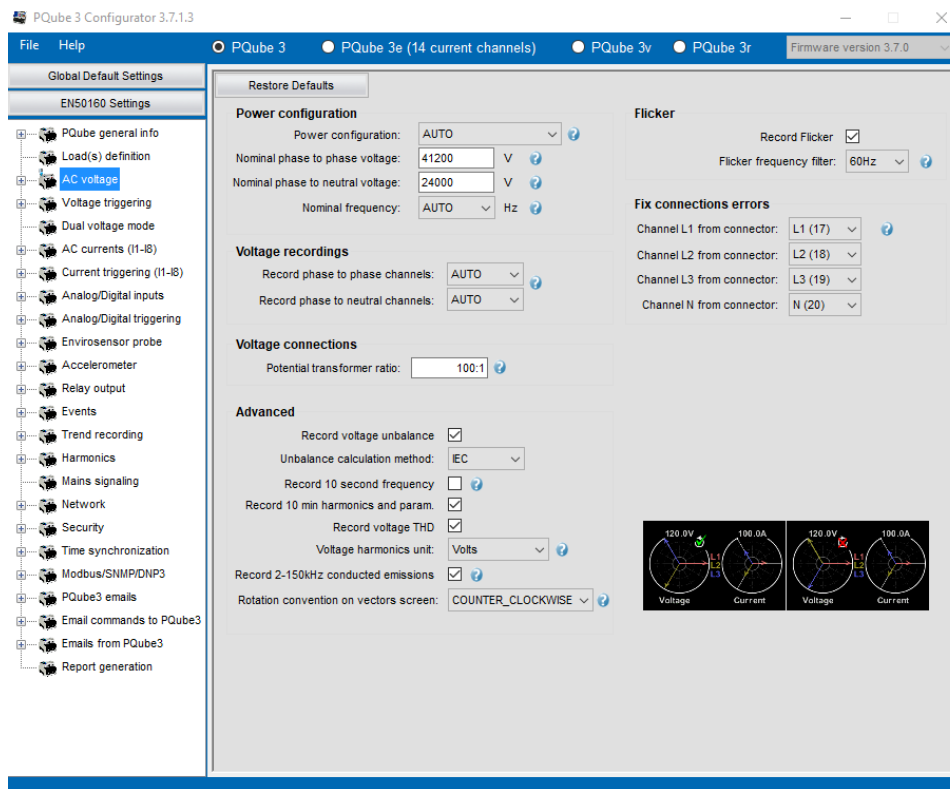 PQube 3 Configurator 3.7.1.3
File Help
PQube 3 PQube 3e (14 current channels) PQube 3v PQube 3r Firmware version 3.7.0
Global Default Settings
EN50160 Settings
PQube general info
Load(s) definition
AC voltage
Voltage triggering
Dual voltage mode
AC currents (I1-I8)
Current triggering (I1-I8)
Analog/Digital inputs
Analog/Digital triggering
Envirosensor probe
Accelerometer
Relay output
Events
Trend recording
Harmonics
Mains signaling
Network
Security
Time synchronization
Modbus/SNMP/DNP3
PQube3 emails
Email commands to PQube3
Emails from PQube3
Report generation
Restore Defaults
Power configuration
Power configuration: AUTO
Nominal phase to phase voltage: 41200 V
Nominal phase to neutral voltage: 24000 V
Nominal frequency: AUTO Hz
Voltage recordings
Record phase to phase channels: AUTO
Record phase to neutral channels: AUTO
Voltage connections
Potential transformer ratio: 100:1
Advanced
Record voltage unbalance
Unbalance calculation method: IEC
Record 10 second frequency
Record 10 min harmonics and param.
Record voltage THD
Voltage harmonics unit: Volts
Record 2-150kHz conducted emissions
Rotation convention on vectors screen: COUNTER_CLOCKWISE
Flicker
Record Flicker
Flicker frequency filter: 60Hz
Fix connections errors
Channel L1 from connector: L1 (17)
Channel L2 from connector: L2 (18)
Channel L3 from connector: L3 (19)
Channel N from connector: N (20)
120.0V 100.0A 120.0V 100.0A
L1 L1
L2 L2
L3 L3
Voltage Current Voltage Current